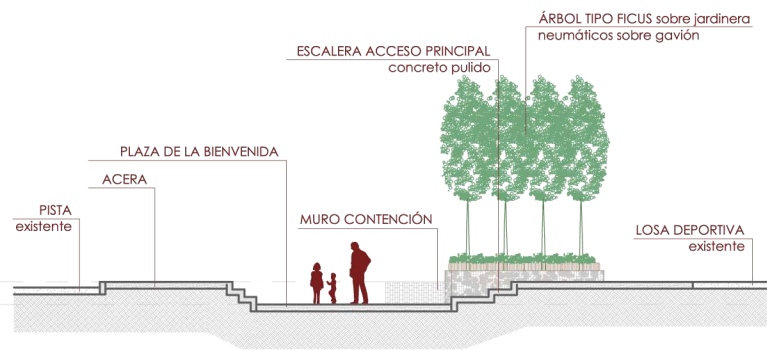 ÁRBOL TIPO FICUS sobre jardinera
neumáticos sobre gavión
ESCALERA ACCESO PRINCIPAL
concreto pulido
PLAZA DE LA BIENVENIDA
ACERA
PISTA
existente
MURO CONTENCIÓN
LOSA DEPORTIVA
existente